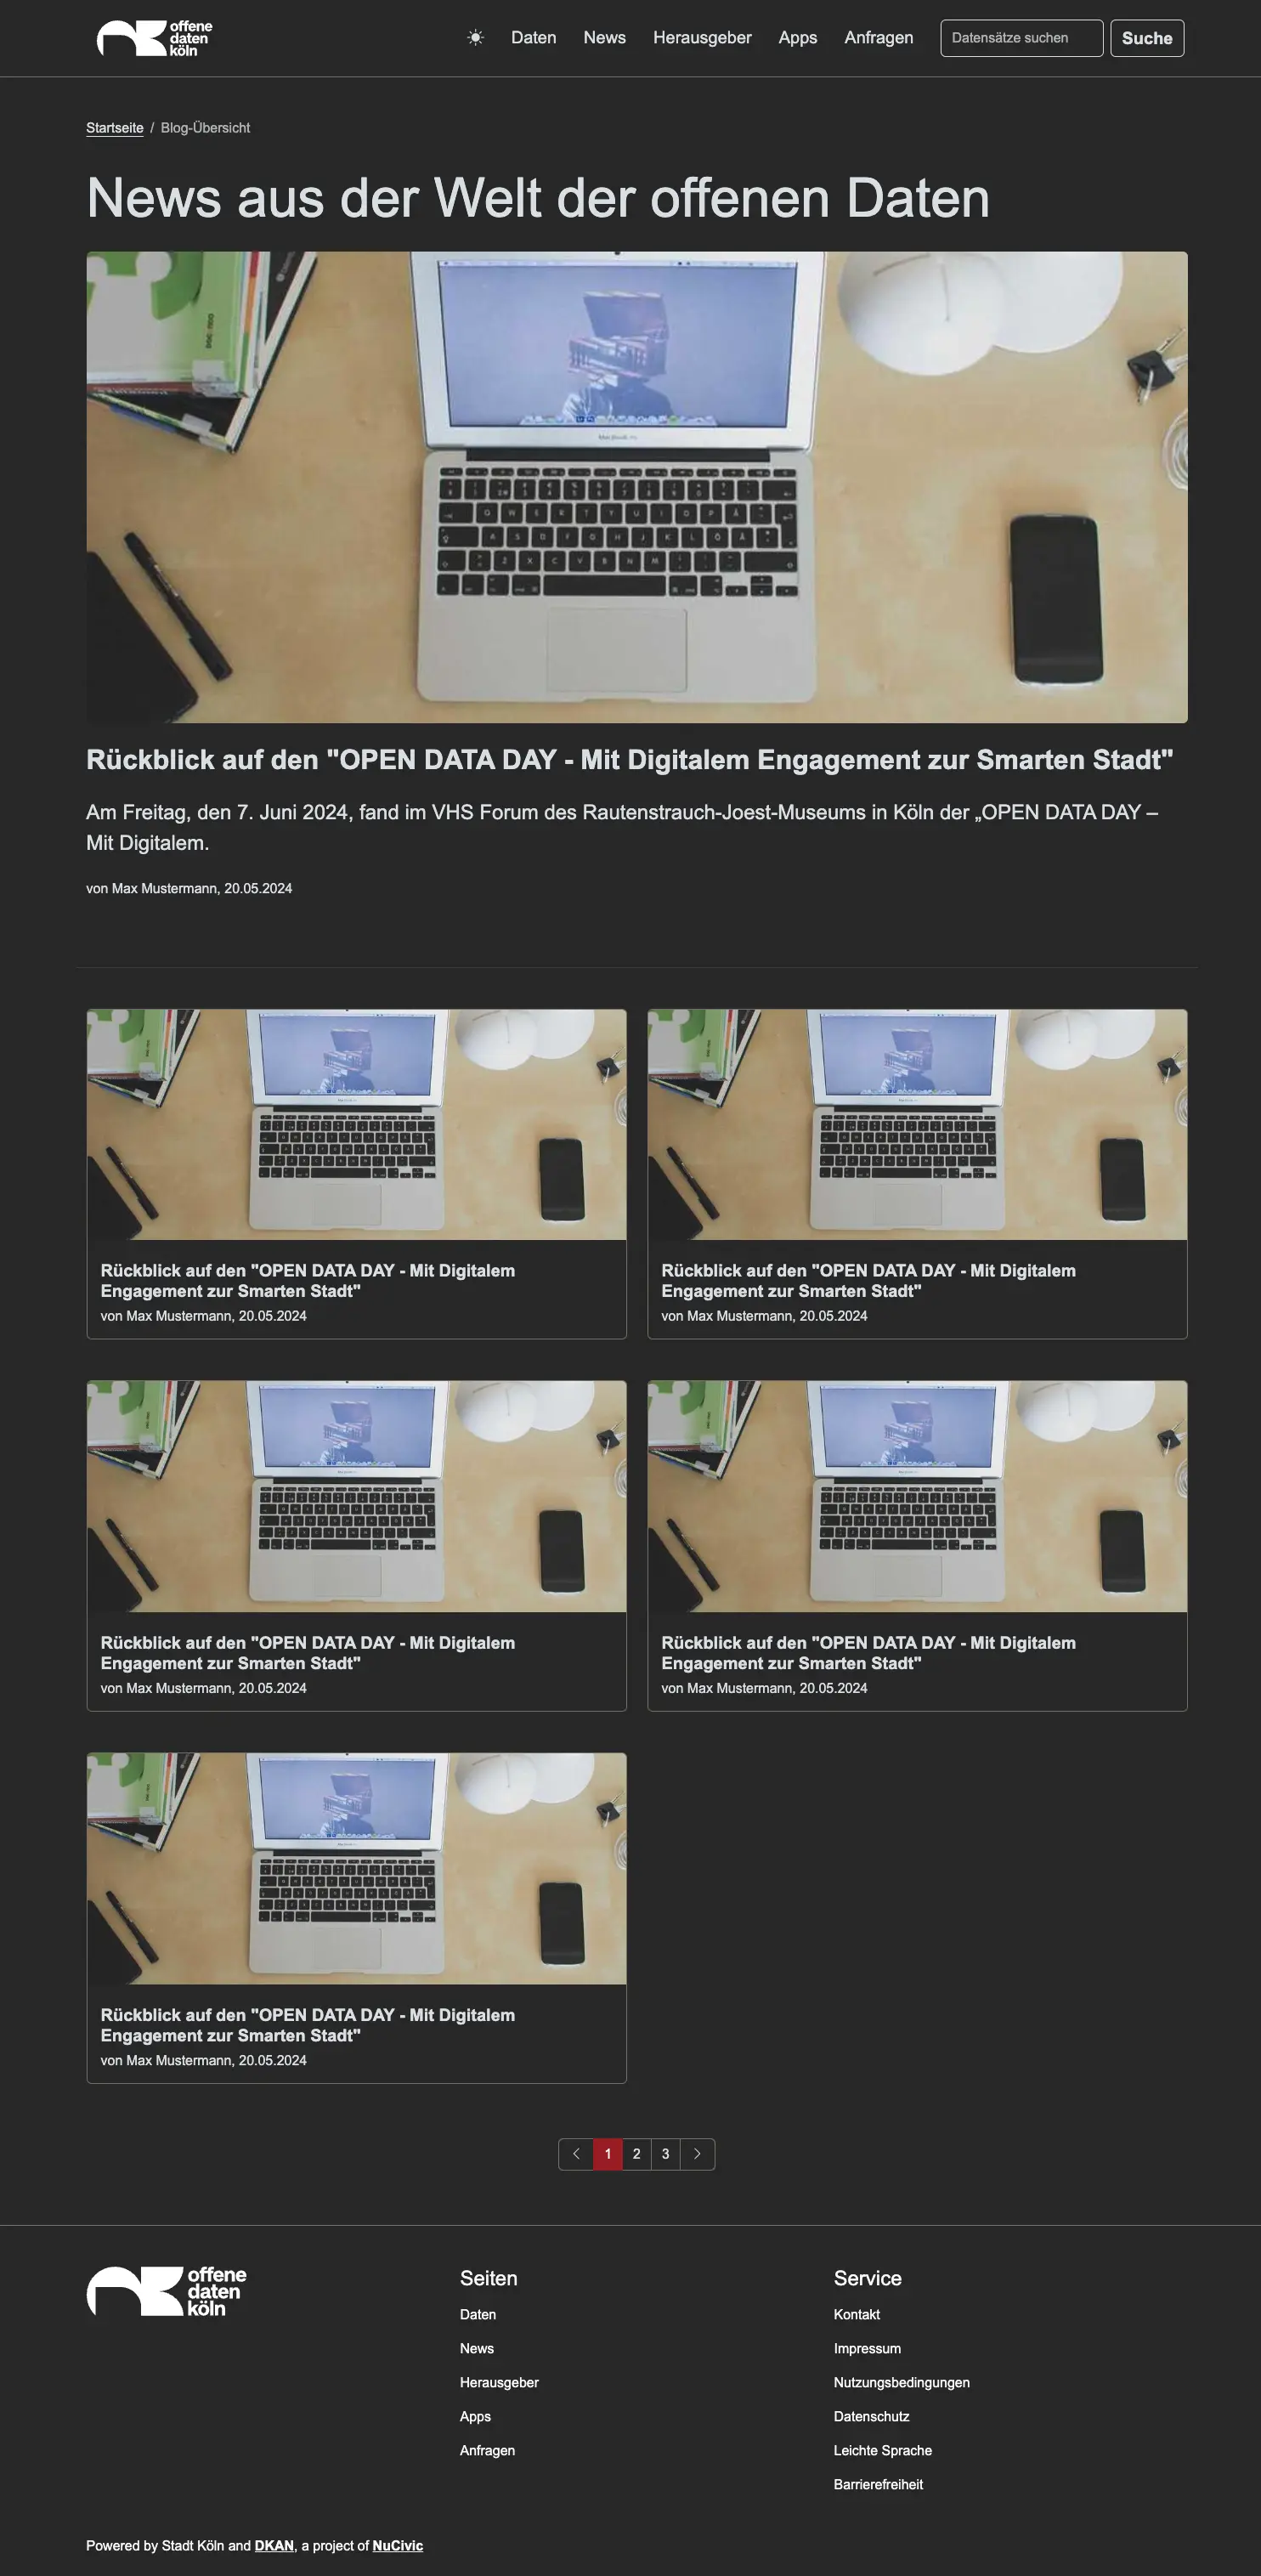 offene
daten
köln
Daten News Herausgeber Apps Anfragen Datensätze suchen Suche
Startseite / Blog-Übersicht
News aus der Welt der offenen Daten
Rückblick auf den "OPEN DATA DAY - Mit Digitalem Engagement zur Smarten Stadt"
Am Freitag, den 7. Juni 2024, fand im VHS Forum des Rautenstrauch-Joest-Museums in Köln der „OPEN DATA DAY –
Mit Digitalem.
von Max Mustermann, 20.05.2024
Rückblick auf den "OPEN DATA DAY - Mit Digitalem
Engagement zur Smarten Stadt"
von Max Mustermann, 20.05.2024
Rückblick auf den "OPEN DATA DAY - Mit Digitalem
Engagement zur Smarten Stadt"
von Max Mustermann, 20.05.2024
Rückblick auf den "OPEN DATA DAY - Mit Digitalem
Engagement zur Smarten Stadt"
von Max Mustermann, 20.05.2024
Rückblick auf den "OPEN DATA DAY - Mit Digitalem
Engagement zur Smarten Stadt"
von Max Mustermann, 20.05.2024
Rückblick auf den "OPEN DATA DAY - Mit Digitalem
Engagement zur Smarten Stadt"
von Max Mustermann, 20.05.2024
1 2 3
offene
daten
köln
Seiten
Daten
News
Herausgeber
Apps
Anfragen
Service
Kontakt
Impressum
Nutzungsbedingungen
Datenschutz
Leichte Sprache
Barrierefreiheit
Powered by Stadt Köln and DKAN, a project of NuCivic